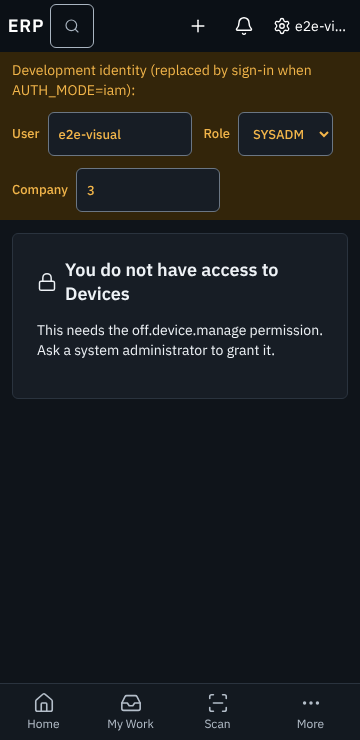 ERP
e2e-vi...
Development identity (replaced by sign-in when
AUTH_MODE=iam):
User
e2e-visual
Role
SYSADM
Company
3
You do not have access to
Devices
This needs the off.device.manage permission.
Ask a system administrator to grant it.
Home
My Work
Scan
More